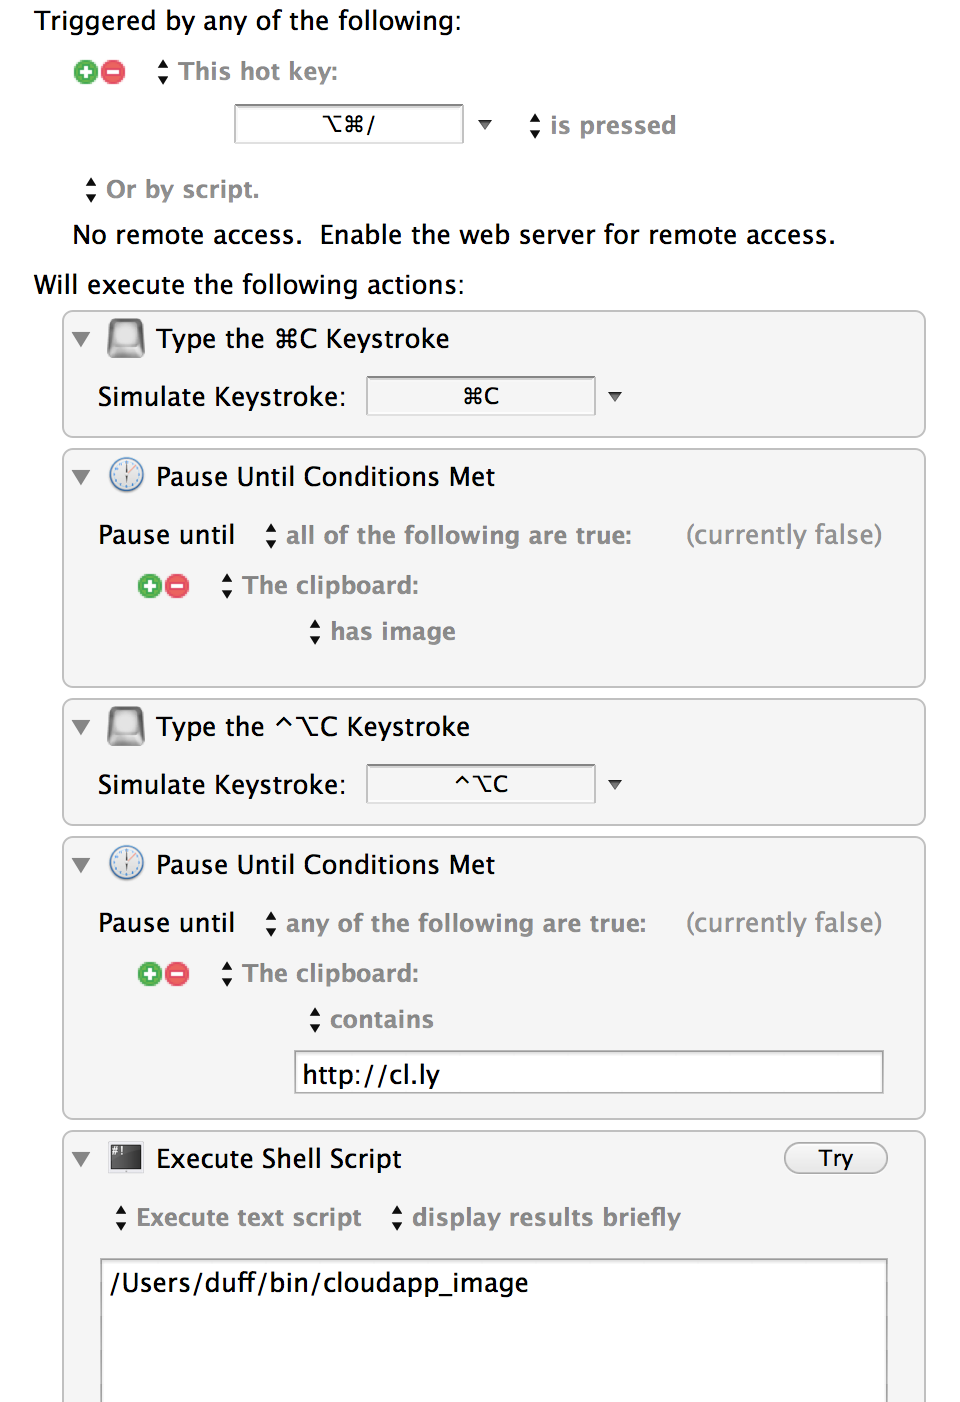 Triggered by any of the following:
This hot key:
⌥⌘/ is pressed
Or by script.
No remote access.  Enable the web server for remote access.
Will execute the following actions:
Type the ⌘C Keystroke
Simulate Keystroke: ⌘C
Pause Until Conditions Met
Pause until all of the following are true: (currently false)
The clipboard:
has image
Type the ^⌥C Keystroke
Simulate Keystroke: ^⌥C
Pause Until Conditions Met
Pause until any of the following are true: (currently false)
The clipboard:
contains
http://cl.ly
#! Execute Shell Script Try
Execute text script display results briefly
/Users/duff/bin/cloudapp_image